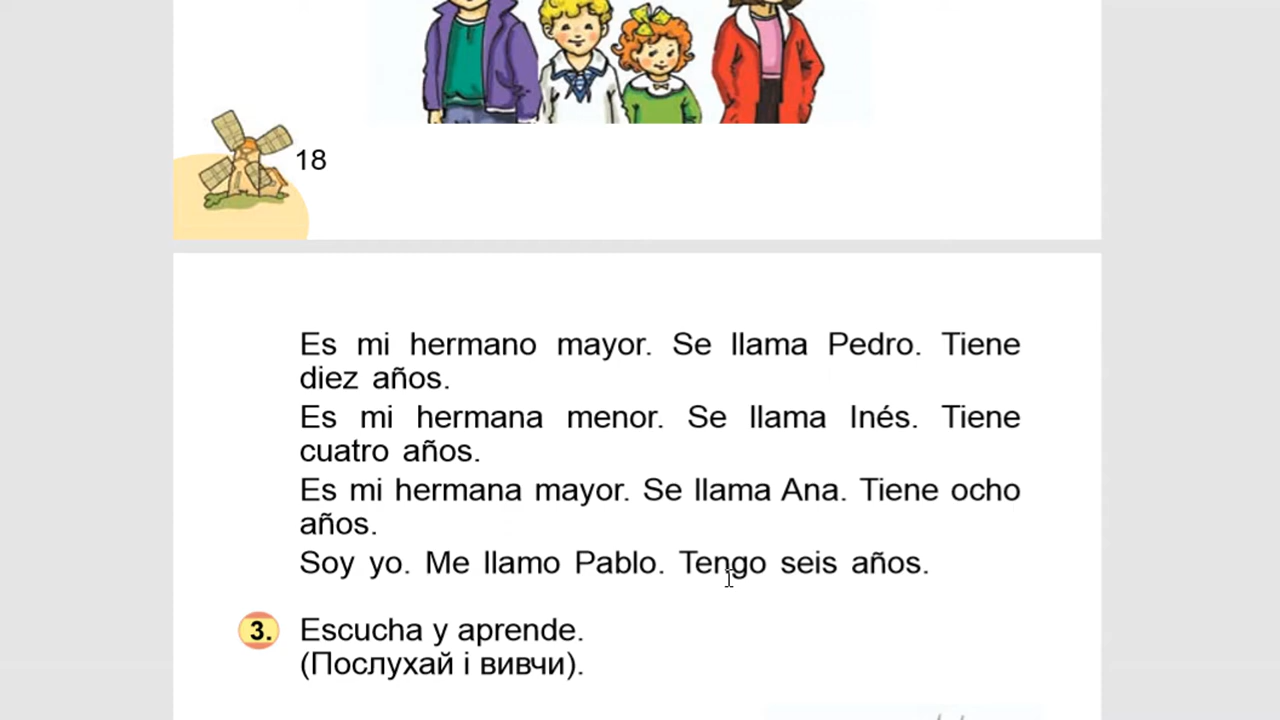 18
Es mi hermano mayor. Se llama Pedro. Tiene
diez años.
Es mi hermana menor. Se llama Inés. Tiene
cuatro años.
Es mi hermana mayor. Se llama Ana. Tiene ocho
años.
Soy yo. Me llamo Pablo. Tengo seis años.
3. Escucha y aprende.
(Послухай і вивчи).